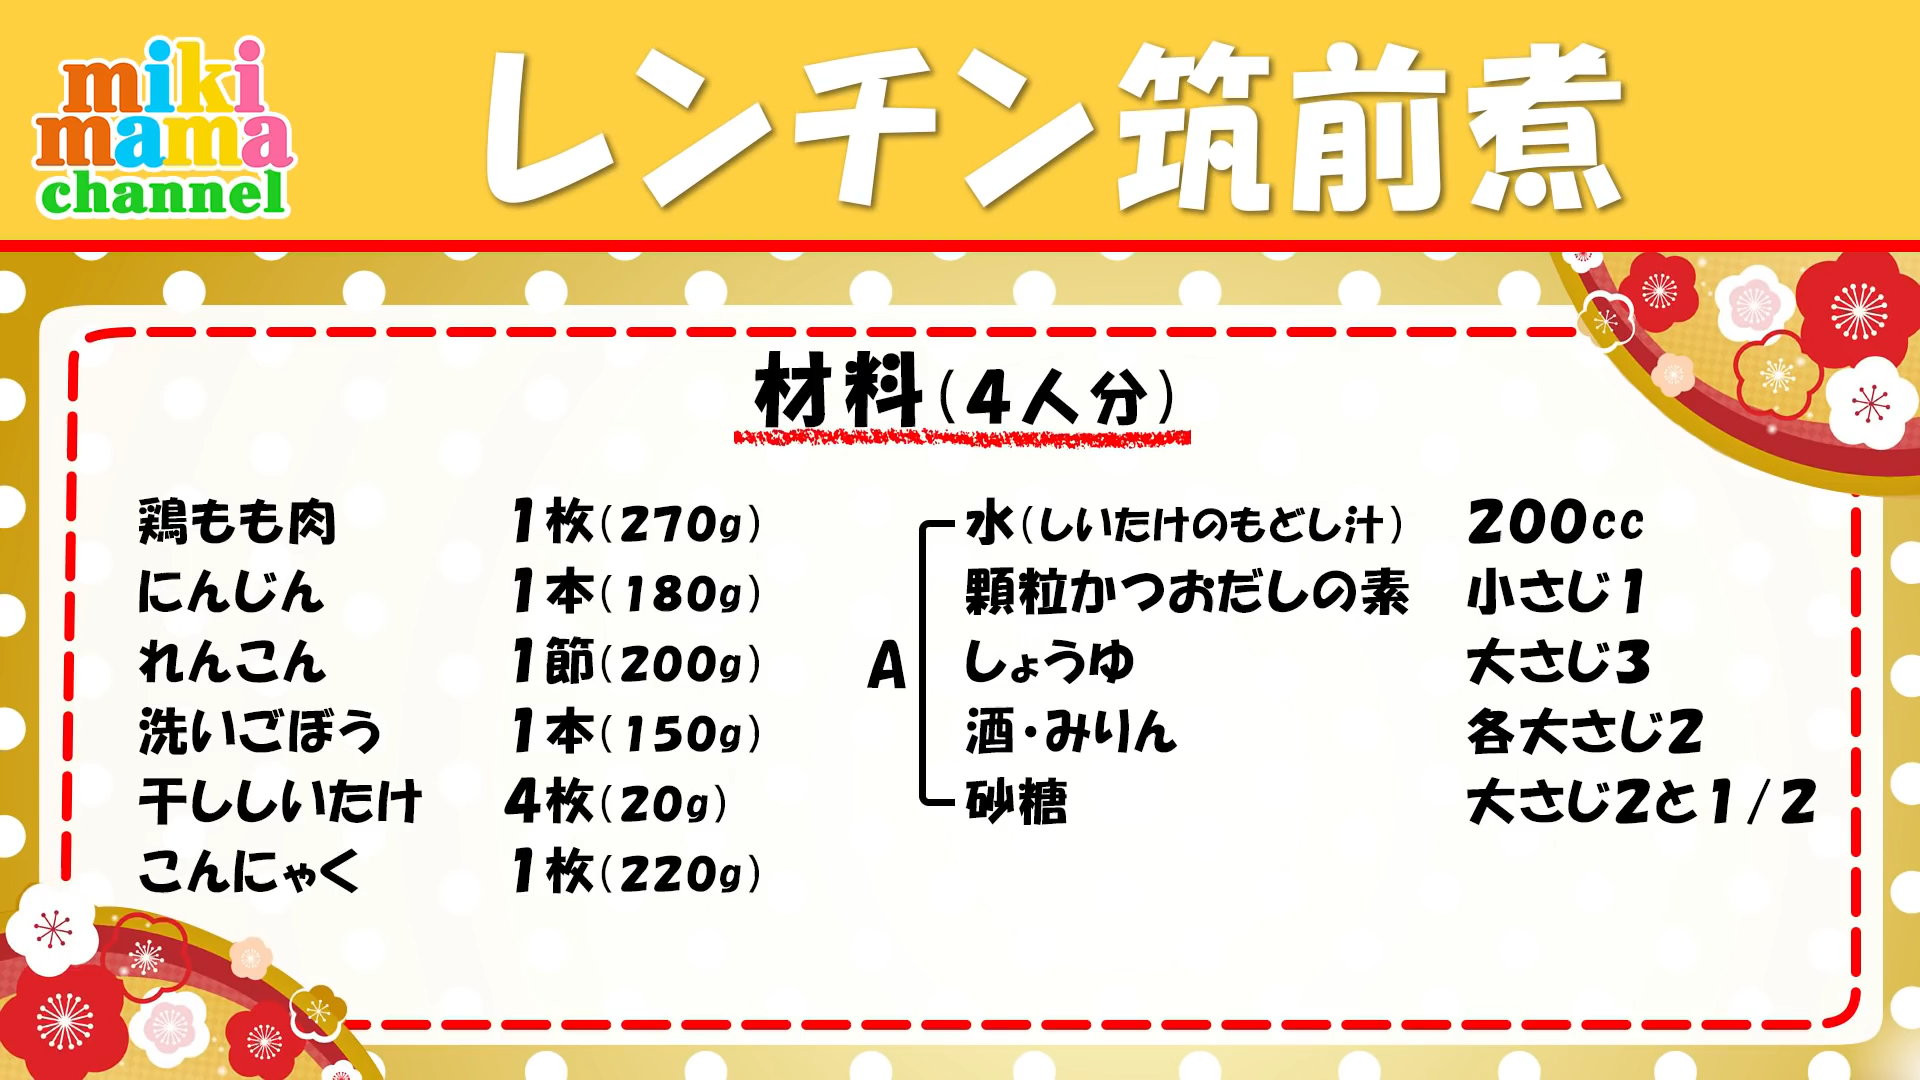 miki
mama
channel
レンチン筑前煮
材料(4人分)
鶏もも肉 1枚(270g)
にんじん 1本(180g)
れんこん 1節(200g)
洗いごぼう 1本(150g)
干ししいたけ 4枚(20g)
こんにゃく 1枚(220g)
A
水(しいたけのもどし汁) 200cc
顆粒かつおだしの素 小さじ1
しょうゆ 大さじ3
酒・みりん 各大さじ2
砂糖 大さじ2と1/2